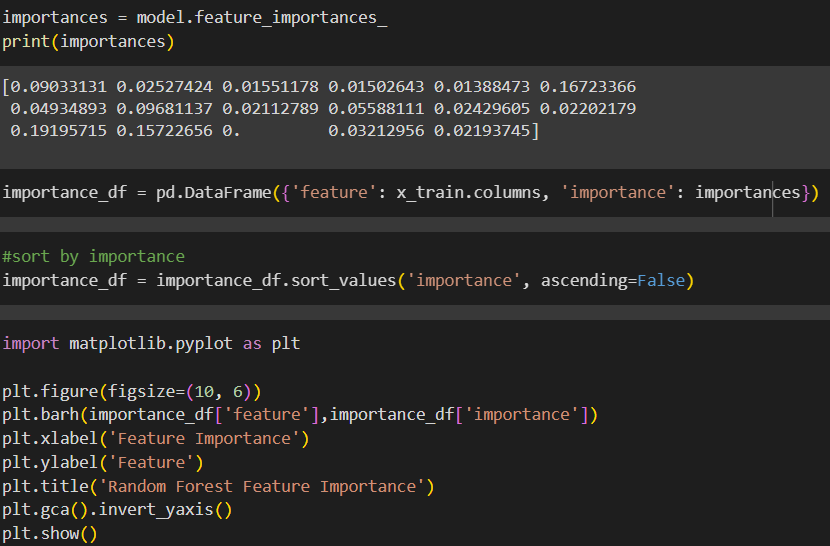 importances = model.feature_importances_
print(importances)
[0.09033131 0.02527424 0.01551178 0.01502643 0.01388473 0.16723366
 0.04934893 0.09681137 0.02112789 0.05588111 0.02429605 0.02202179
 0.19195715 0.15722656 0.         0.03212956 0.02193745]
importance_df = pd.DataFrame({'feature': x_train.columns, 'importance': importances})
#sort by importance
importance_df = importance_df.sort_values('importance', ascending=False)
import matplotlib.pyplot as plt
plt.figure(figsize=(10, 6))
plt.barh(importance_df['feature'],importance_df['importance'])
plt.xlabel('Feature Importance')
plt.ylabel('Feature')
plt.title('Random Forest Feature Importance')
plt.gca().invert_yaxis()
plt.show()